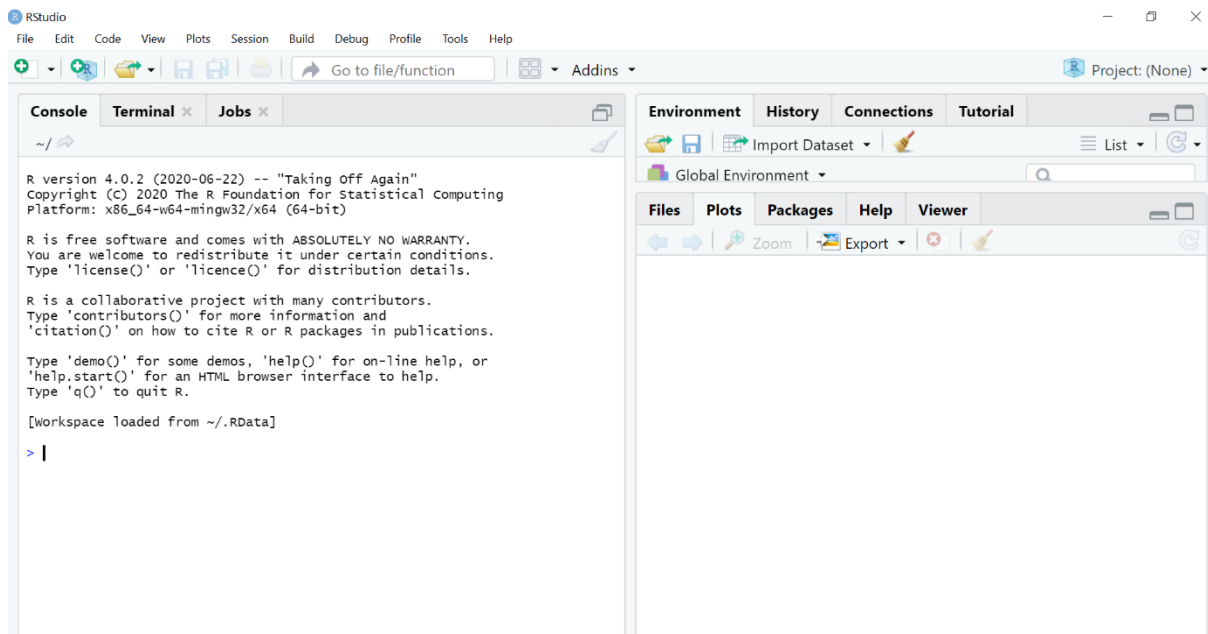 RStudio
File Edit Code View Plots Session Build Debug Profile Tools Help
Go to file/function Addins R Project: (None)
Console Terminal Jobs
~/
R version 4.0.2 (2020-06-22) -- "Taking Off Again"
Copyright (C) 2020 The R Foundation for Statistical Computing
Platform: x86_64-w64-mingw32/x64 (64-bit)
R is free software and comes with ABSOLUTELY NO WARRANTY.
You are welcome to redistribute it under certain conditions.
Type 'license()' or 'licence()' for distribution details.
R is a collaborative project with many contributors.
Type 'contributors()' for more information and
'citation()' on how to cite R or R packages in publications.
Type 'demo()' for some demos, 'help()' for on-line help, or
'help.start()' for an HTML browser interface to help.
Type 'q()' to quit R.
[Workspace loaded from ~/.RData]
>
Environment History Connections Tutorial
Import Dataset List
Global Environment
Files Plots Packages Help Viewer
Zoom Export